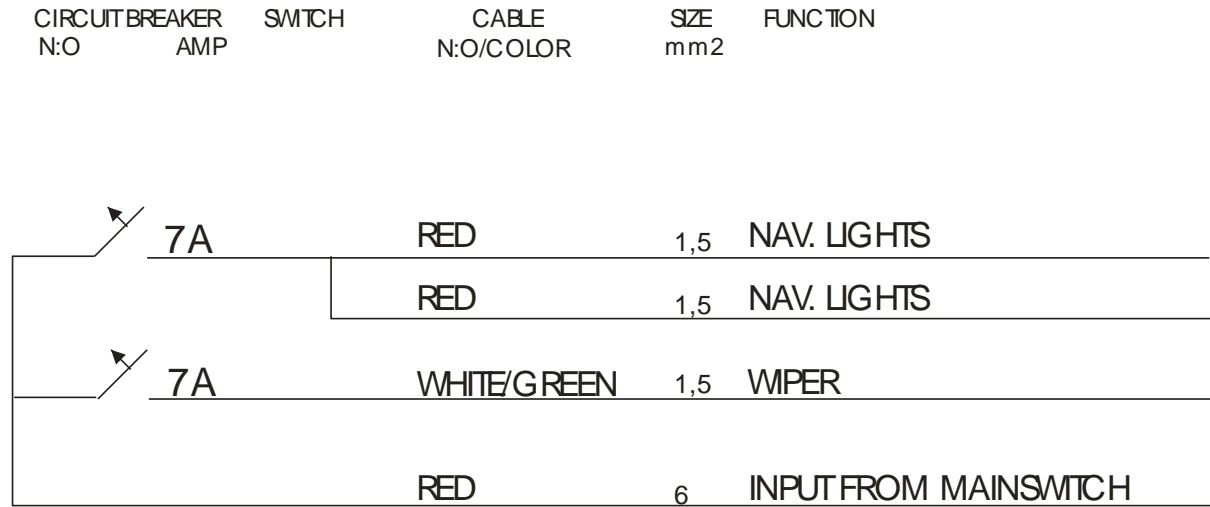 CIRCUIT BREAKER SWITCH CABLE SIZE FUNCTION
N:O AMP N:O/COLOR mm2
7A RED 1,5 NAV. LIGHTS
RED 1,5 NAV. LIGHTS
7A WHITE/GREEN 1,5 WIPER
RED 6 INPUT FROM MAINSWITCH